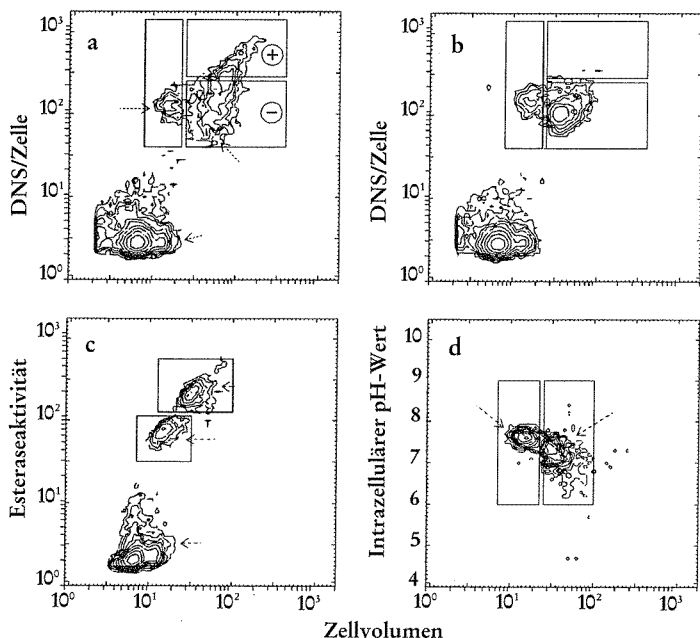 a
10³
10²
10¹
10⁰
DNS/Zelle
+
−
b
10³
10²
10¹
10⁰
DNS/Zelle
c
10³
10²
10¹
10⁰
Esteraseaktivität
T
d
10
9
8
7
6
5
4
Intrazellulärer pH-Wert
10⁰ 10¹ 10² 10³
10⁰ 10¹ 10² 10³
Zellvolumen